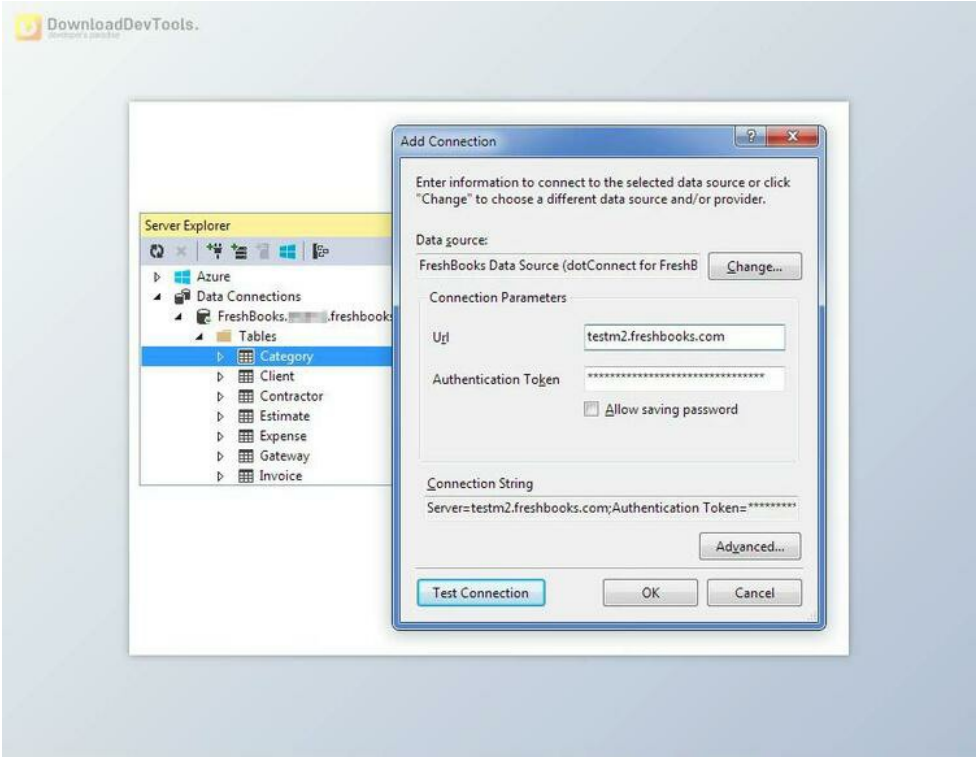 DownloadDevTools.
developer's paradise
Add Connection
Enter information to connect to the selected data source or click
"Change" to choose a different data source and/or provider.
Data source:
FreshBooks Data Source (dotConnect for FreshB
Change...
Connection Parameters
Url
testm2.freshbooks.com
Authentication Token
********************************
Allow saving password
Connection String
Server=testm2.freshbooks.com;Authentication Token=*********
Advanced...
Test Connection
OK
Cancel
Server Explorer
Azure
Data Connections
FreshBooks. .freshbooks
Tables
Category
Client
Contractor
Estimate
Expense
Gateway
Invoice